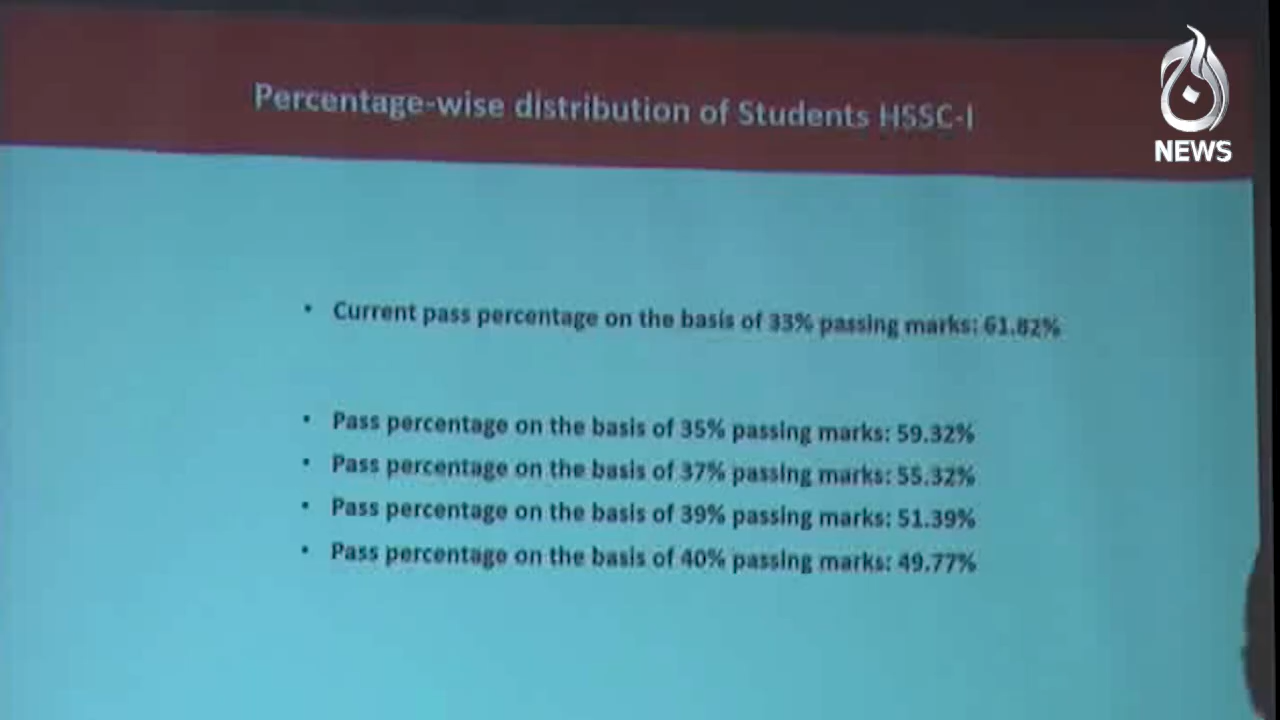 Percentage-wise distribution of Students HSSC-I
NEWS
• Current pass percentage on the basis of 33% passing marks: 61.82%
• Pass percentage on the basis of 35% passing marks: 59.32%
• Pass percentage on the basis of 37% passing marks: 55.32%
• Pass percentage on the basis of 39% passing marks: 51.39%
• Pass percentage on the basis of 40% passing marks: 49.77%